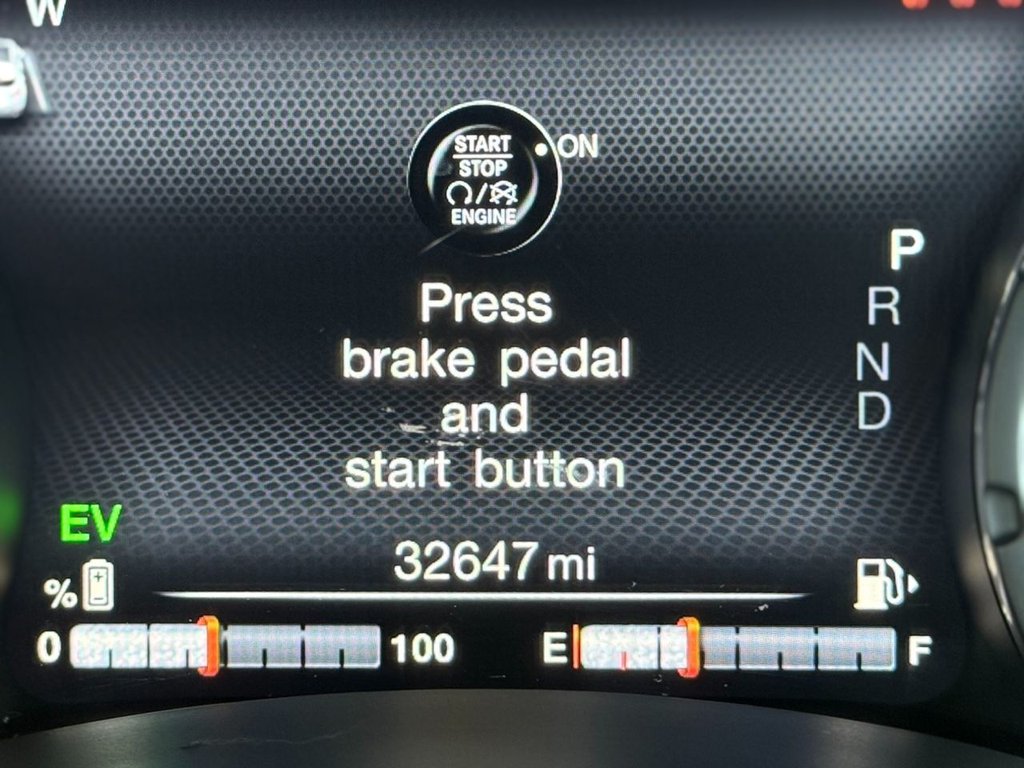 W
START
STOP
ENGINE
ON
P
R
N
D
Press
brake pedal
and
start button
EV
32647 mi
%
0 100
E F